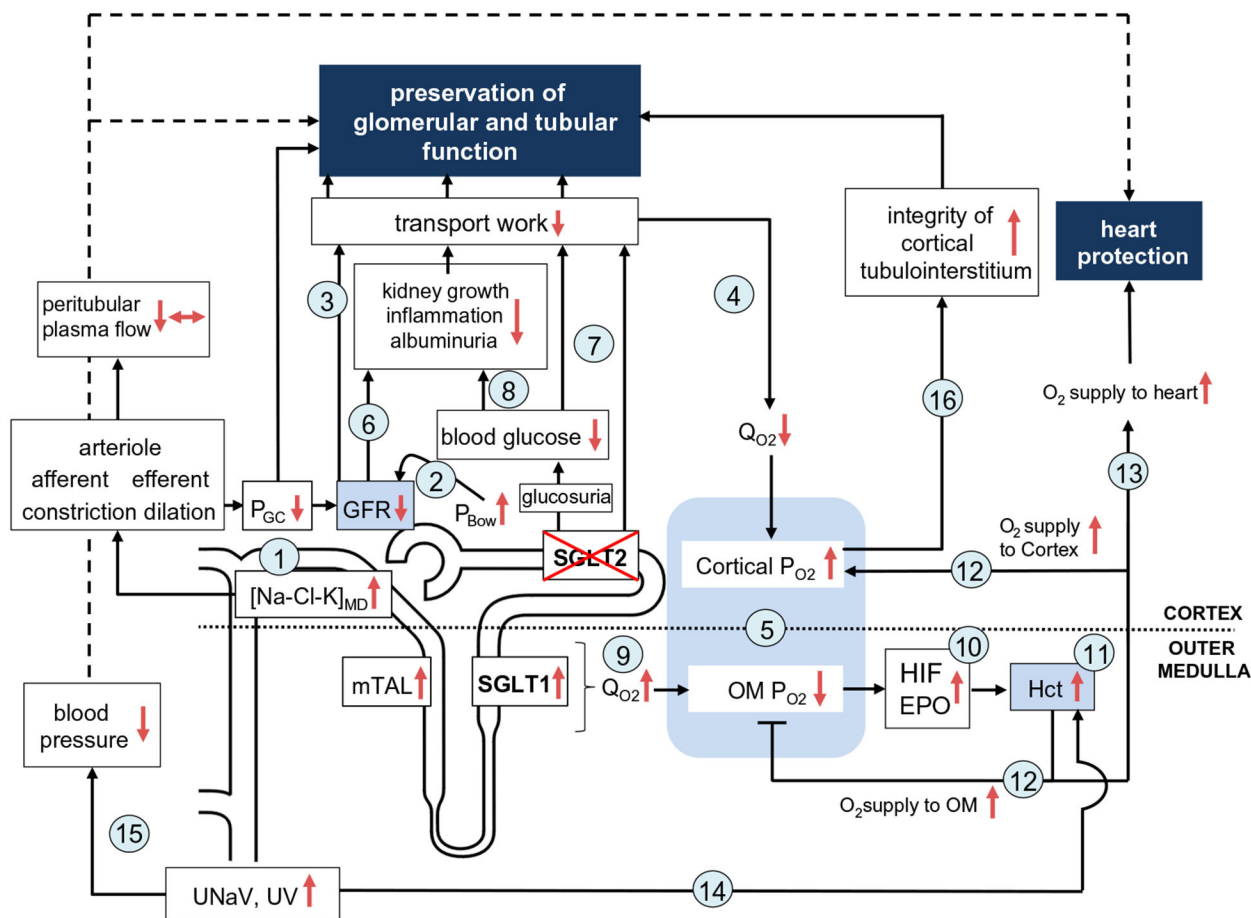 preservation of
glomerular and tubular
function
transport work
integrity of
cortical
tubulointerstitium
heart
protection
peritubular
plasma flow
3
kidney growth
inflammation
albuminuria
4
7
8
6
16
O2 supply to heart
blood glucose
QO2
arteriole
afferent efferent
constriction dilation
2
13
PGC
GFR
PBow
glucosuria
O2 supply
to Cortex
1
SGLT2
Cortical PO2
12
[Na-Cl-K]MD
5
CORTEX
OUTER
MEDULLA
9
10
11
mTAL
SGLT1
QO2
OM PO2
HIF
EPO
Hct
blood
pressure
12
O2supply to OM
15
UNaV, UV
14